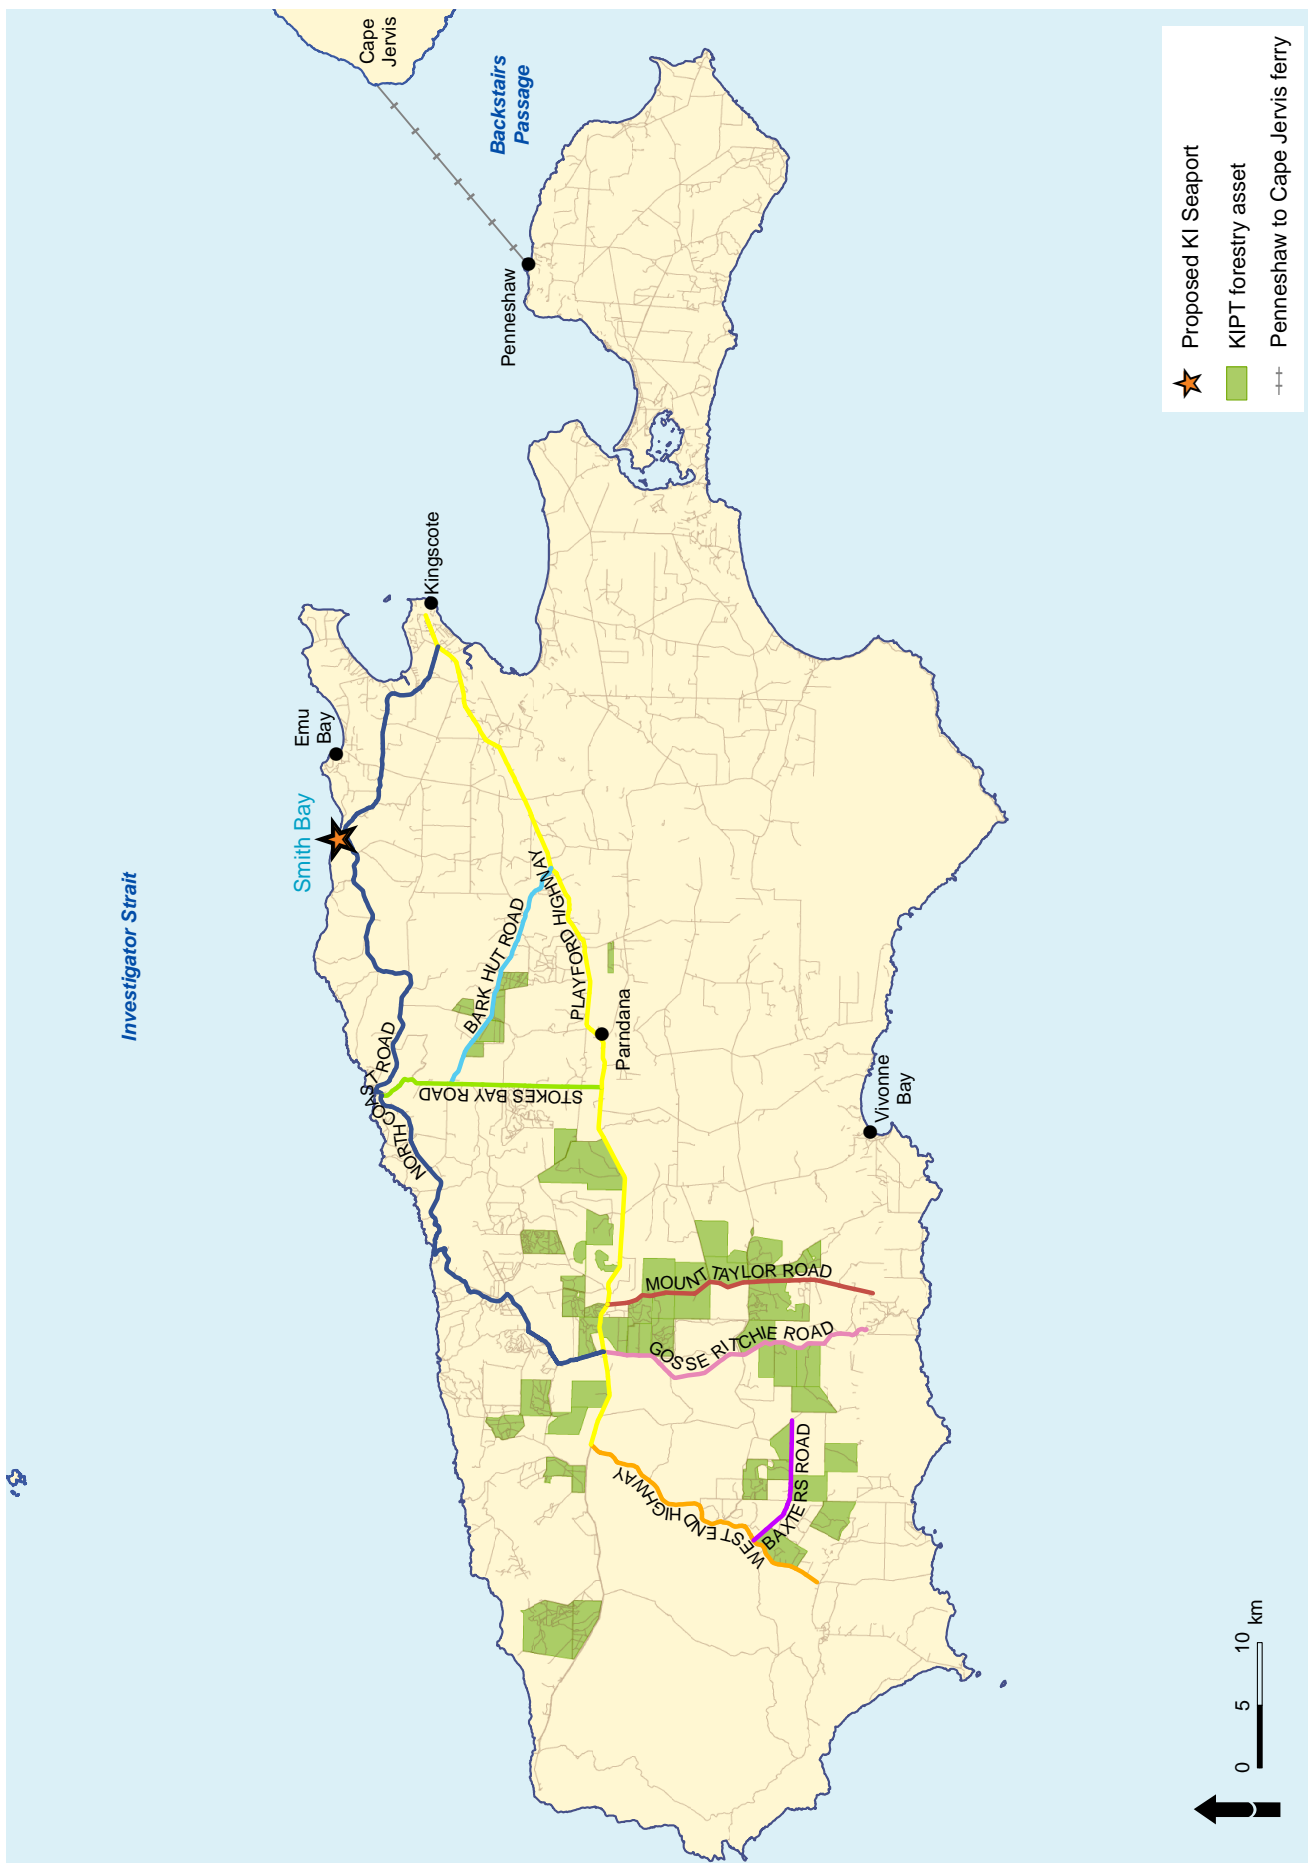 Investigator Strait
Backstairs
Passage
Cape
Jervis
Penneshaw
Kingscote
Emu
Bay
Smith Bay
NORTH COAST ROAD
BARK HUT ROAD
PLAYFORD HIGHWAY
STOKES BAY ROAD
Parndana
Vivonne
Bay
MOUNT TAYLOR ROAD
GOSSE RITCHIE ROAD
WEST END HIGHWAY
BAXTERS ROAD
0 5 10 km
Proposed KI Seaport
KIPT forestry asset
Penneshaw to Cape Jervis ferry